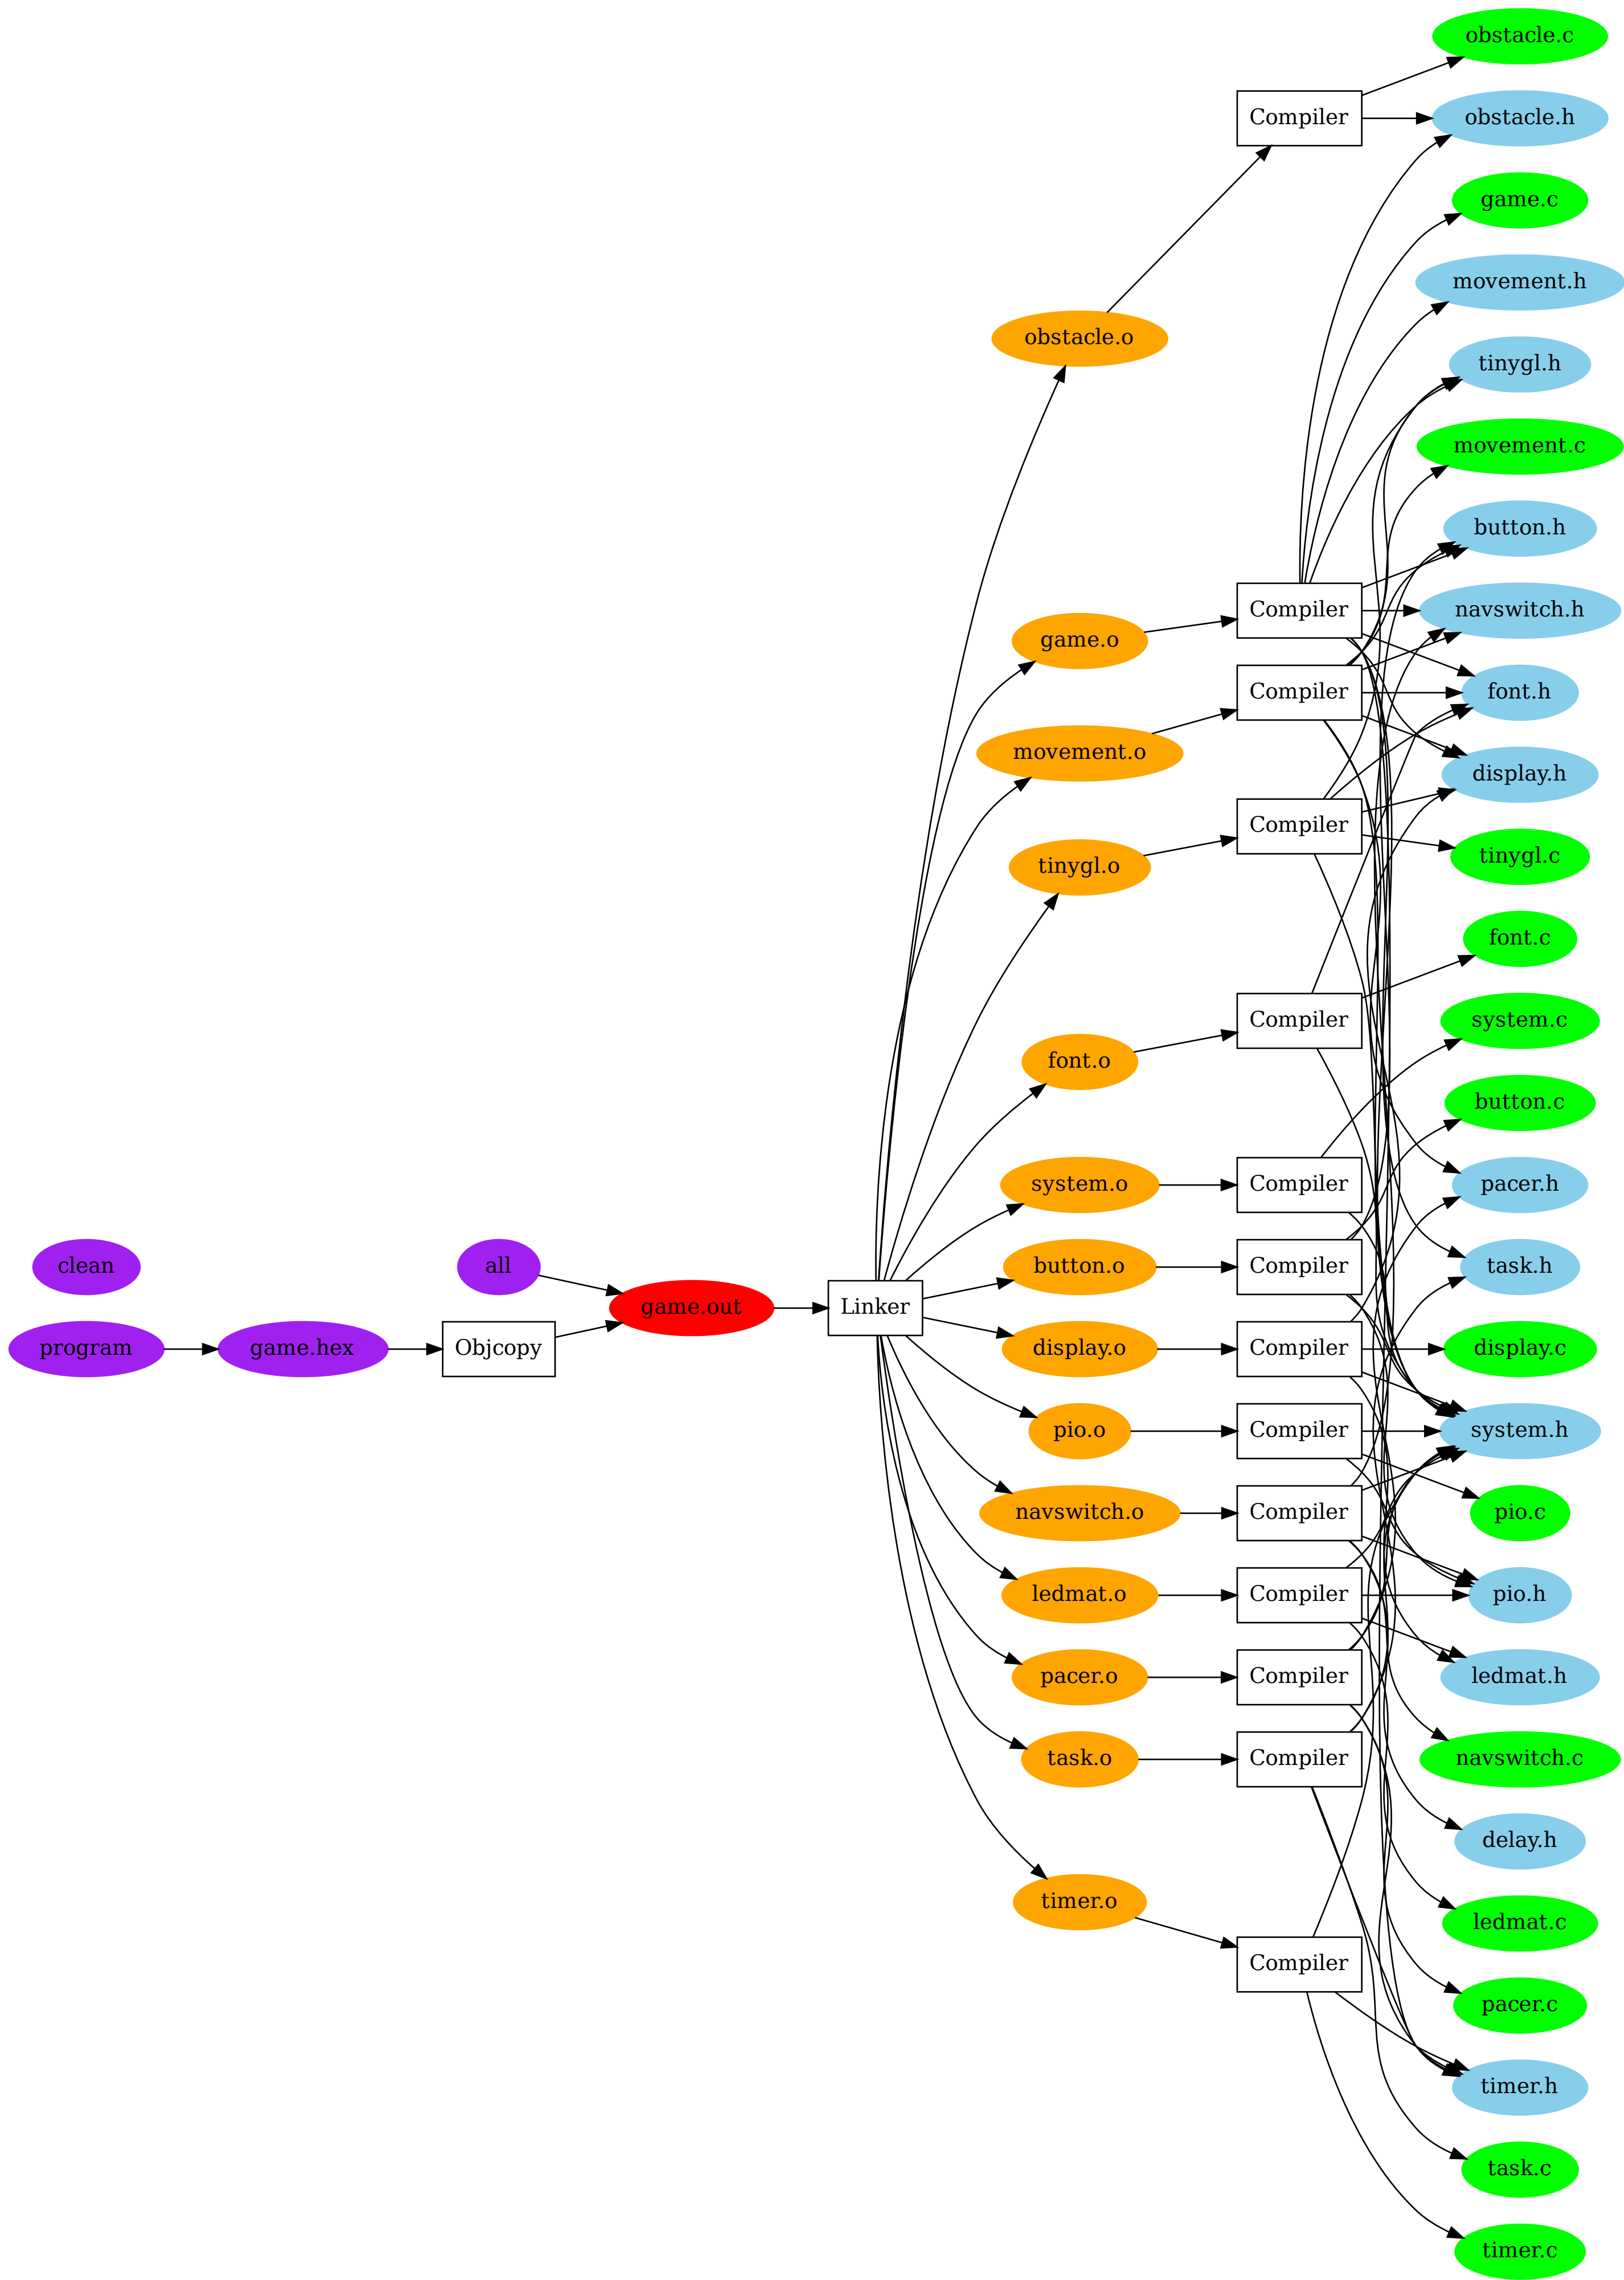 clean
program
game.hex
all
Objcopy
game.out
Linker
obstacle.o
game.o
movement.o
tinygl.o
font.o
system.o
button.o
display.o
pio.o
navswitch.o
ledmat.o
pacer.o
task.o
timer.o
Compiler
Compiler
Compiler
Compiler
Compiler
Compiler
Compiler
Compiler
Compiler
Compiler
Compiler
Compiler
Compiler
Compiler
obstacle.c
obstacle.h
game.c
movement.h
tinygl.h
movement.c
button.h
navswitch.h
font.h
display.h
tinygl.c
font.c
system.c
button.c
pacer.h
task.h
display.c
system.h
pio.c
pio.h
ledmat.h
navswitch.c
delay.h
ledmat.c
pacer.c
timer.h
task.c
timer.c